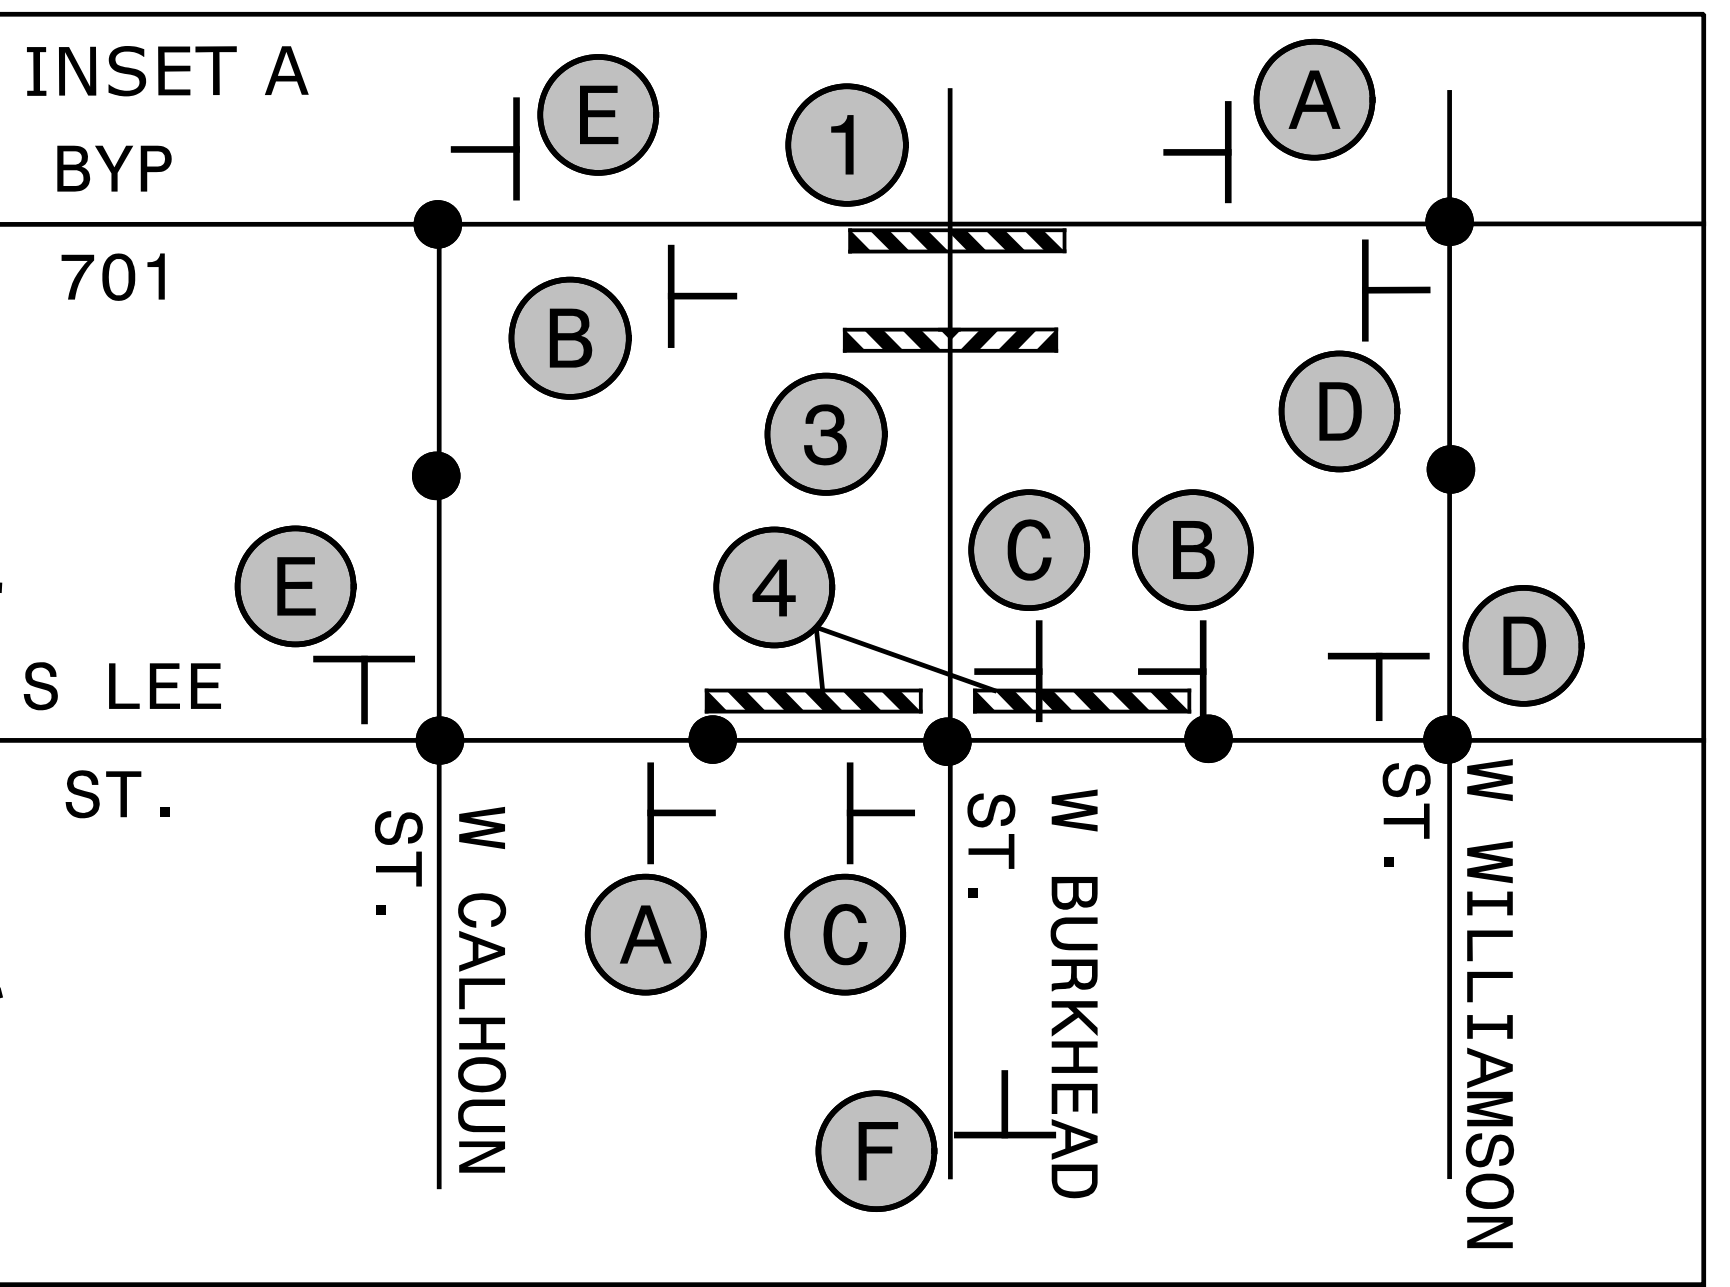 INSET A
BYP
701
S LEE
ST.
E
1
A
B
3
D
E
4
C
B
D
A
C
F
W CALHOUN
ST.
W BURKHEAD
ST.
W WILLIAMSON
ST.